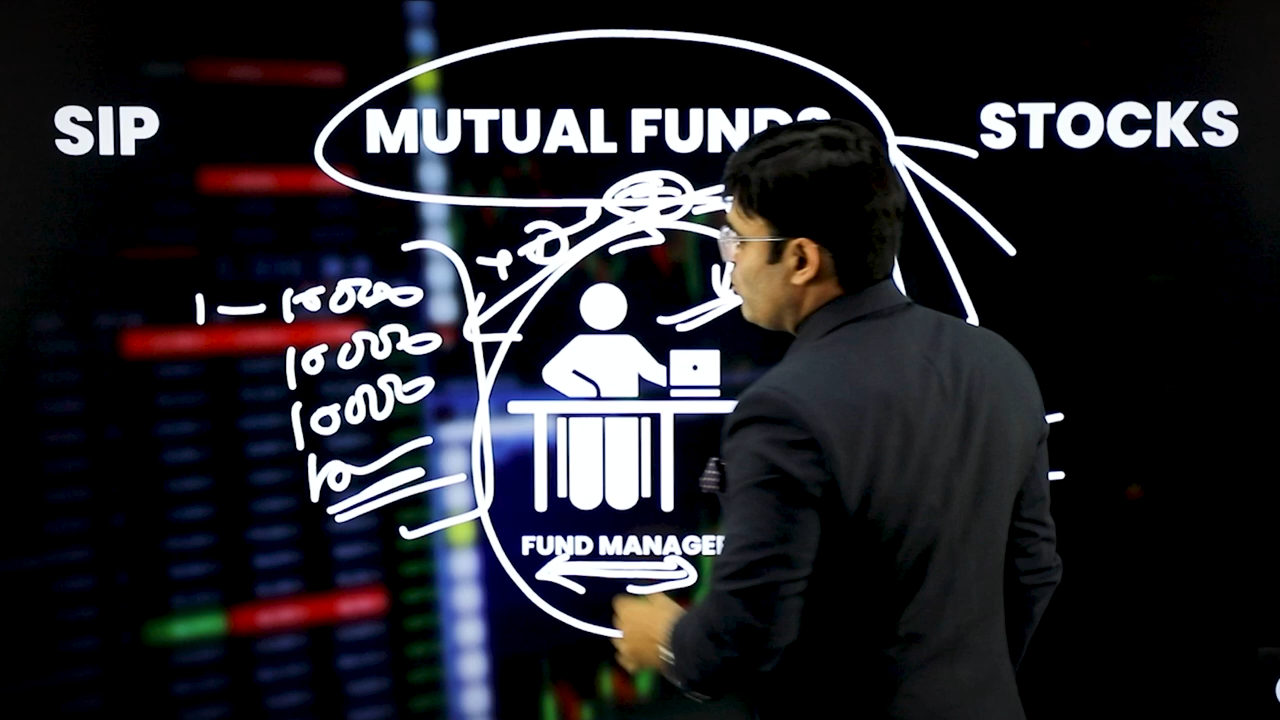 SIP
MUTUAL FUNDS
STOCKS
1 — 10000
10000
10000
FUND MANAGER